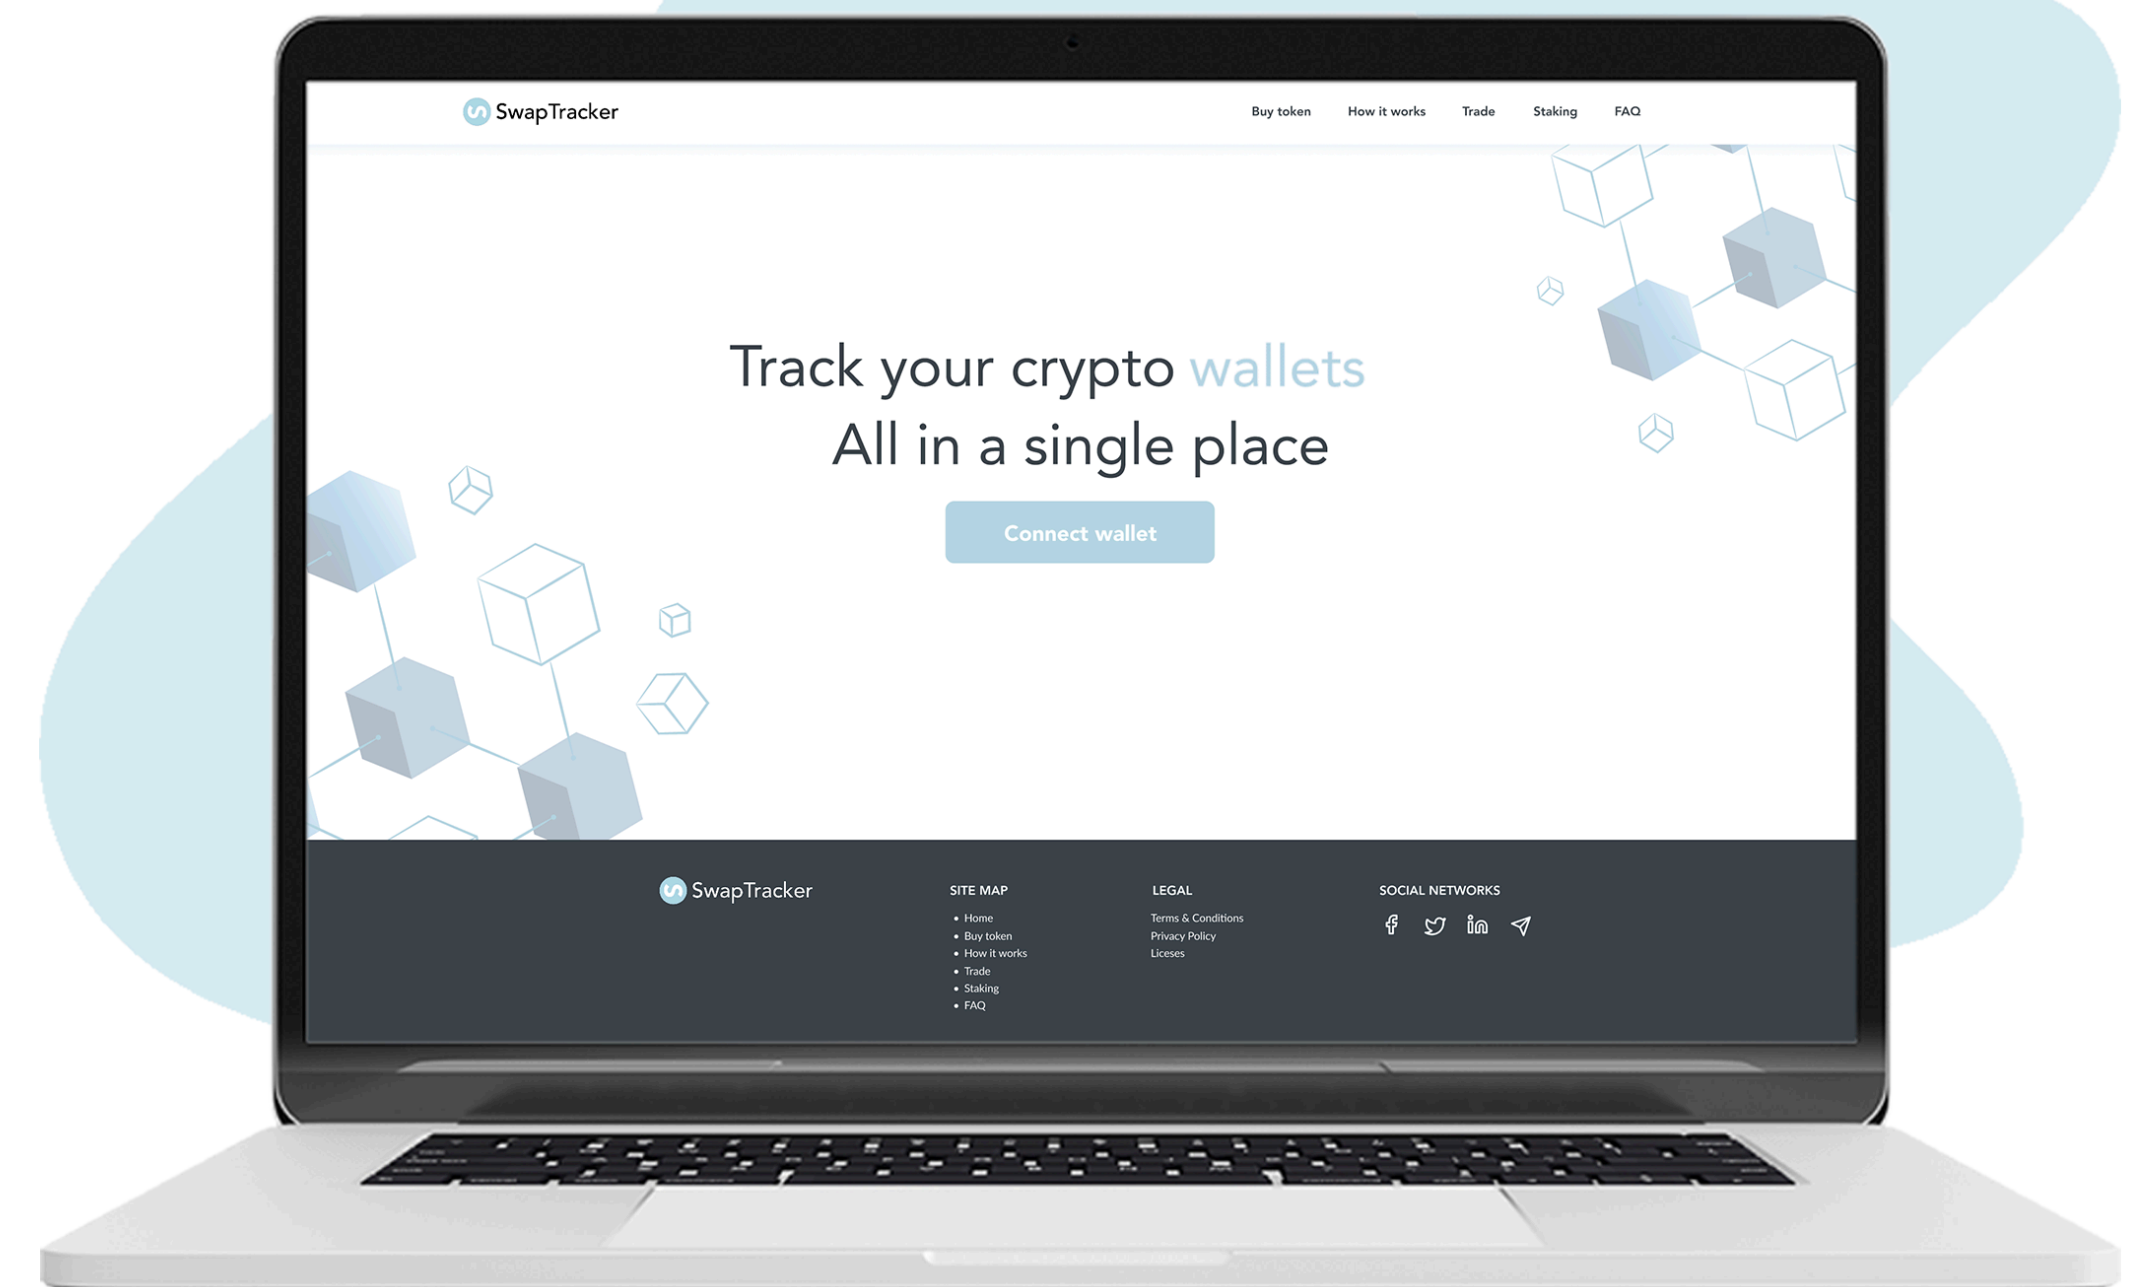 SwapTracker
Buy token How it works Trade Staking FAQ
Track your crypto wallets
All in a single place
Connect wallet
SwapTracker
SITE MAP
Home
Buy token
How it works
Trade
Staking
FAQ
LEGAL
Terms & Conditions
Privacy Policy
Liceses
SOCIAL NETWORKS